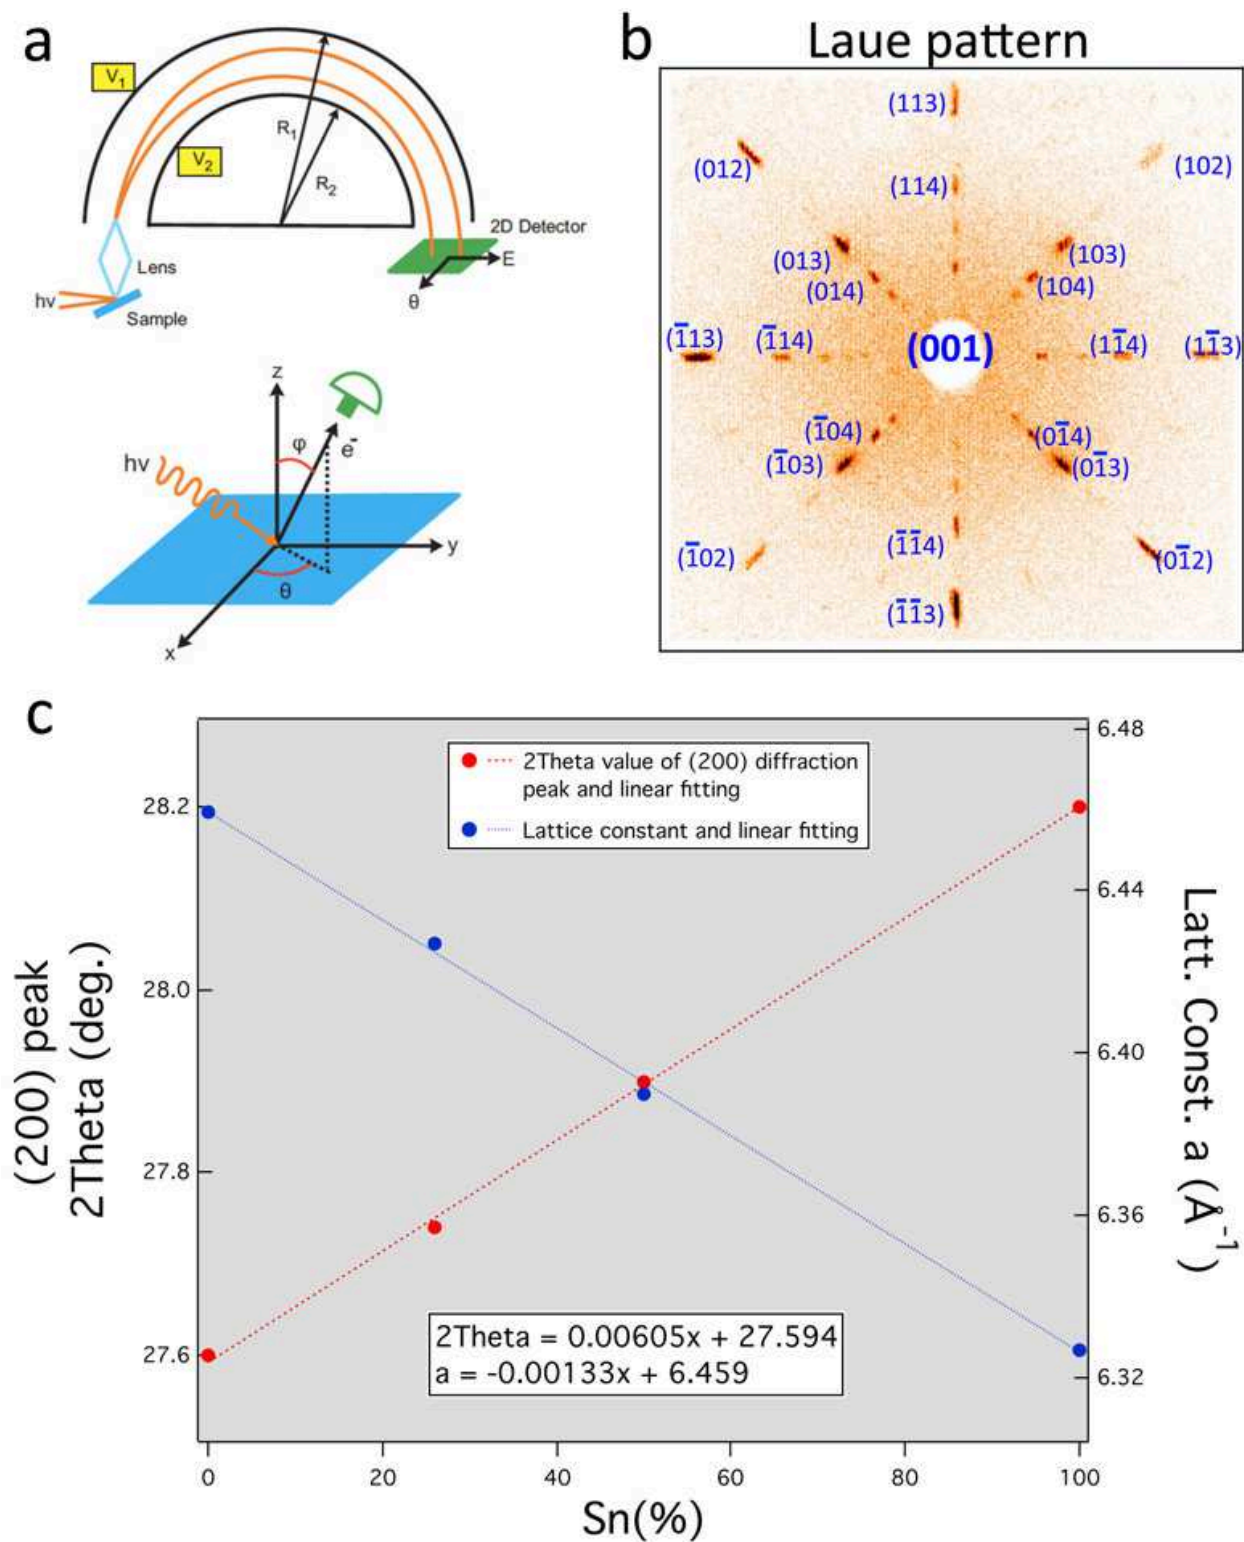 a
V₁
V₂
R₁
R₂
2D Detector
E
θ
Lens
hν
Sample
z
φ
e⁻
hν
y
θ
x
b
Laue pattern
(113)
(012)
(102)
(114)
(013)
(103)
(014)
(104)
(1̅13)
(1̅14)
(001)
(11̅4)
(11̅3)
(1̅04)
(01̅4)
(1̅03)
(01̅3)
(1̅1̅4)
(1̅02)
(01̅2)
(1̅1̅3)
c
2Theta value of (200) diffraction
peak and linear fitting
Lattice constant and linear fitting
(200) peak
2Theta (deg.)
28.2
28.0
27.8
27.6
6.48
6.44
6.40
6.36
6.32
Latt. Const. a (Å⁻¹)
2Theta = 0.00605x + 27.594
a = -0.00133x + 6.459
0
20
40
60
80
100
Sn(%)